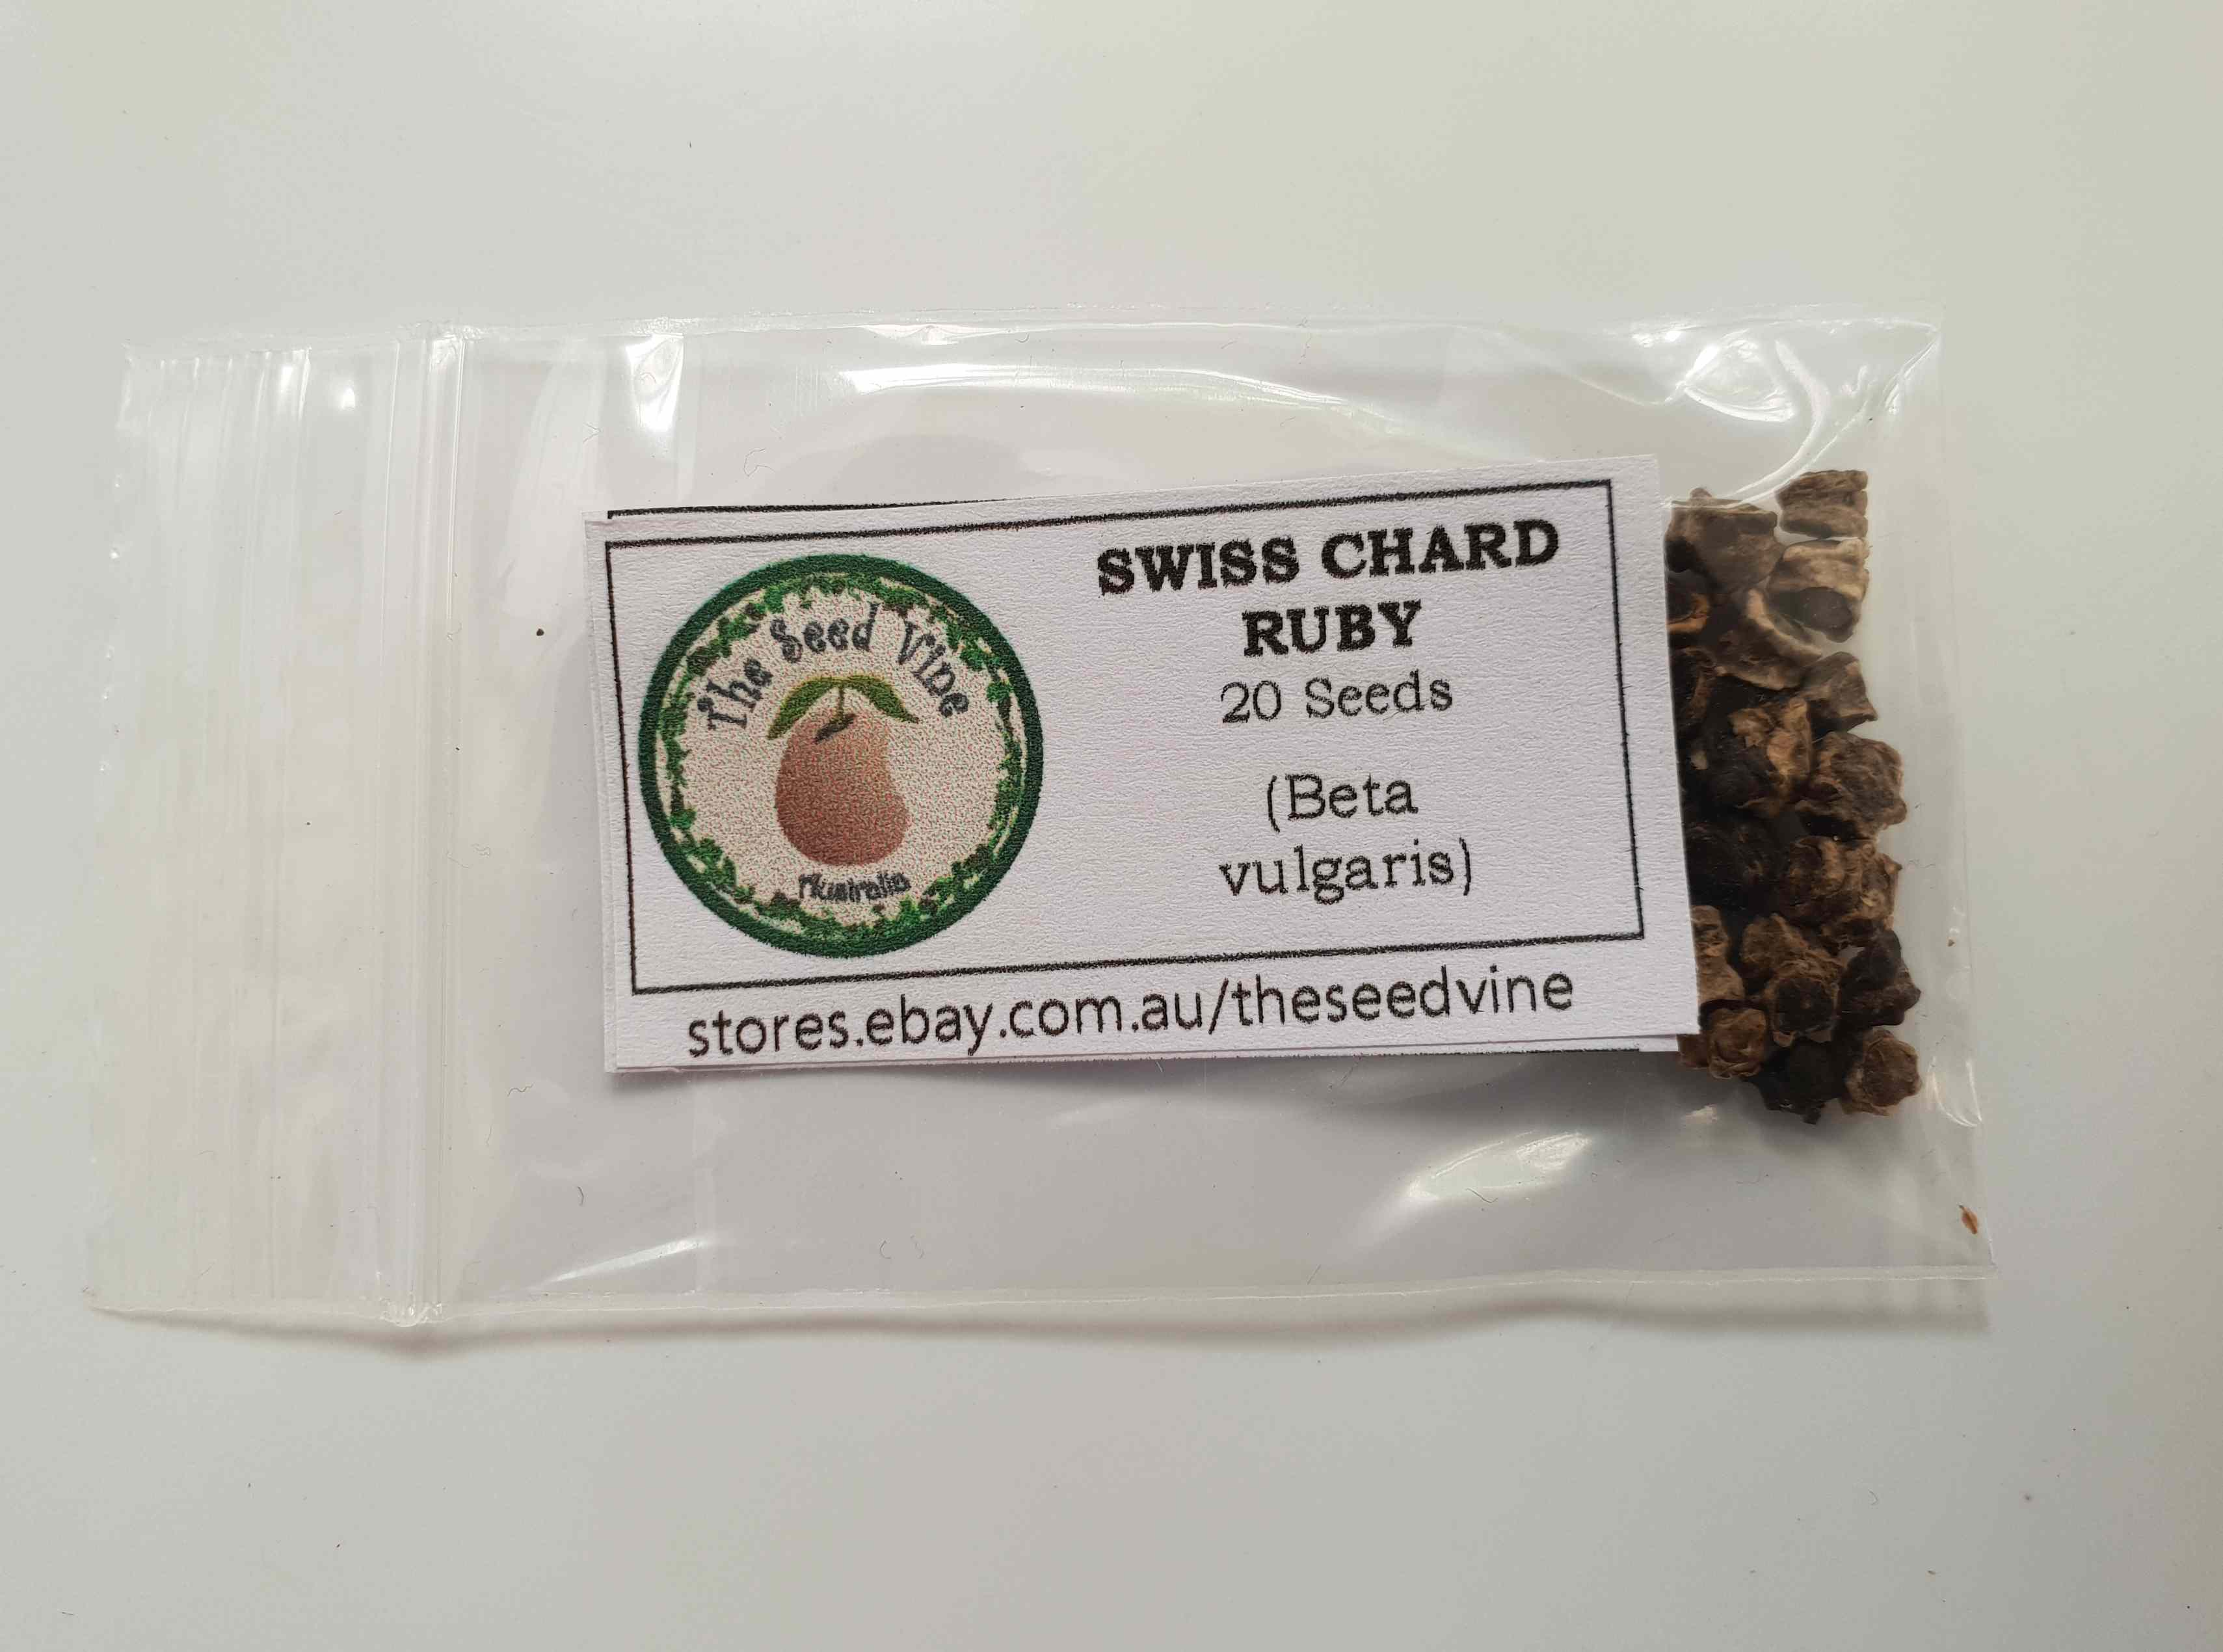 The Seed Vine
Australia
SWISS CHARD
RUBY
20 Seeds
(Beta
vulgaris)
stores.ebay.com.au/theseedvine